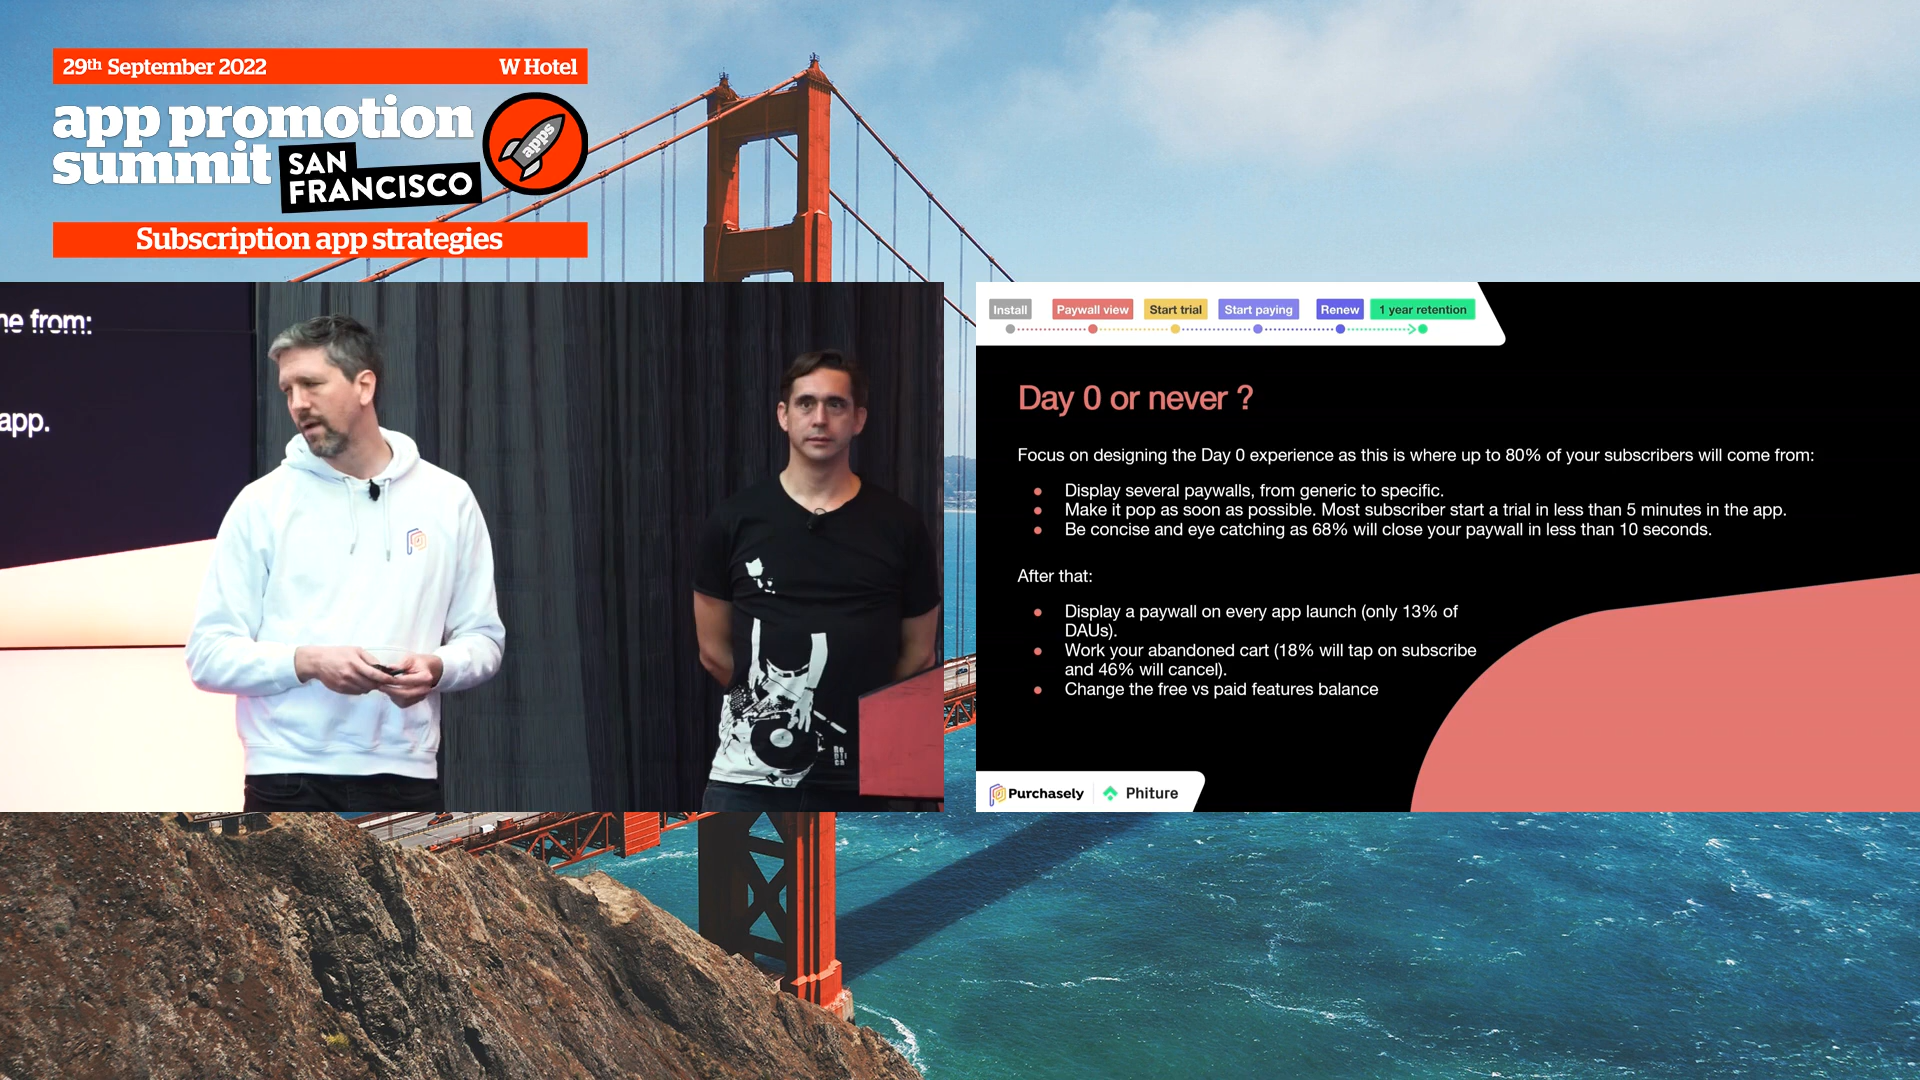 29th September 2022
W Hotel
app promotion
summit SAN
FRANCISCO
apps
Subscription app strategies
ne from:
app.
Install
Paywall view
Start trial
Start paying
Renew
1 year retention
Day 0 or never ?
Focus on designing the Day 0 experience as this is where up to 80% of your subscribers will come from:
Display several paywalls, from generic to specific.
Make it pop as soon as possible. Most subscriber start a trial in less than 5 minutes in the app.
Be concise and eye catching as 68% will close your paywall in less than 10 seconds.
After that:
Display a paywall on every app launch (only 13% of
DAUs).
Work your abandoned cart (18% will tap on subscribe
and 46% will cancel).
Change the free vs paid features balance
Purchasely
Phiture